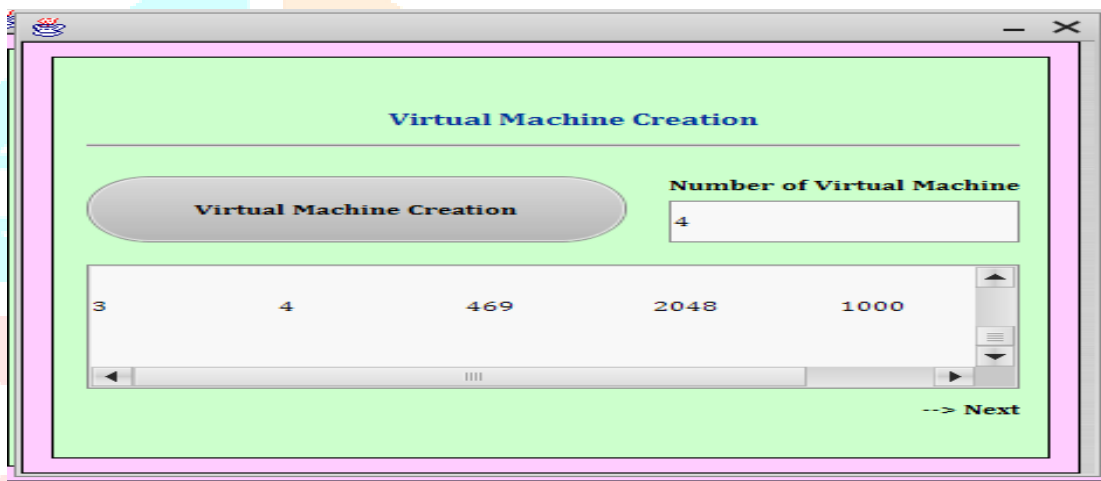 Virtual Machine Creation
Number of Virtual Machine
Virtual Machine Creation
4
3 4 469 2048 1000
--> Next